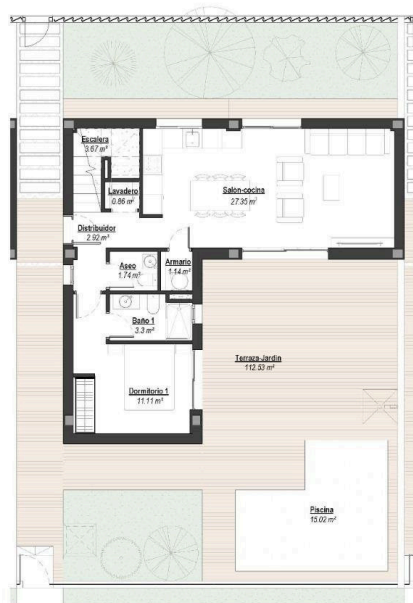 Escalera
3.67 m²
Lavadero
0.86 m²
Salón-cocina
27.35 m²
Distribuidor
2.92 m²
Aseo
1.74 m²
Armario
1.14 m²
Baño 1
3.3 m²
Terraza-Jardín
112.53 m²
Dormitorio 1
11.11 m²
Piscina
15.02 m²